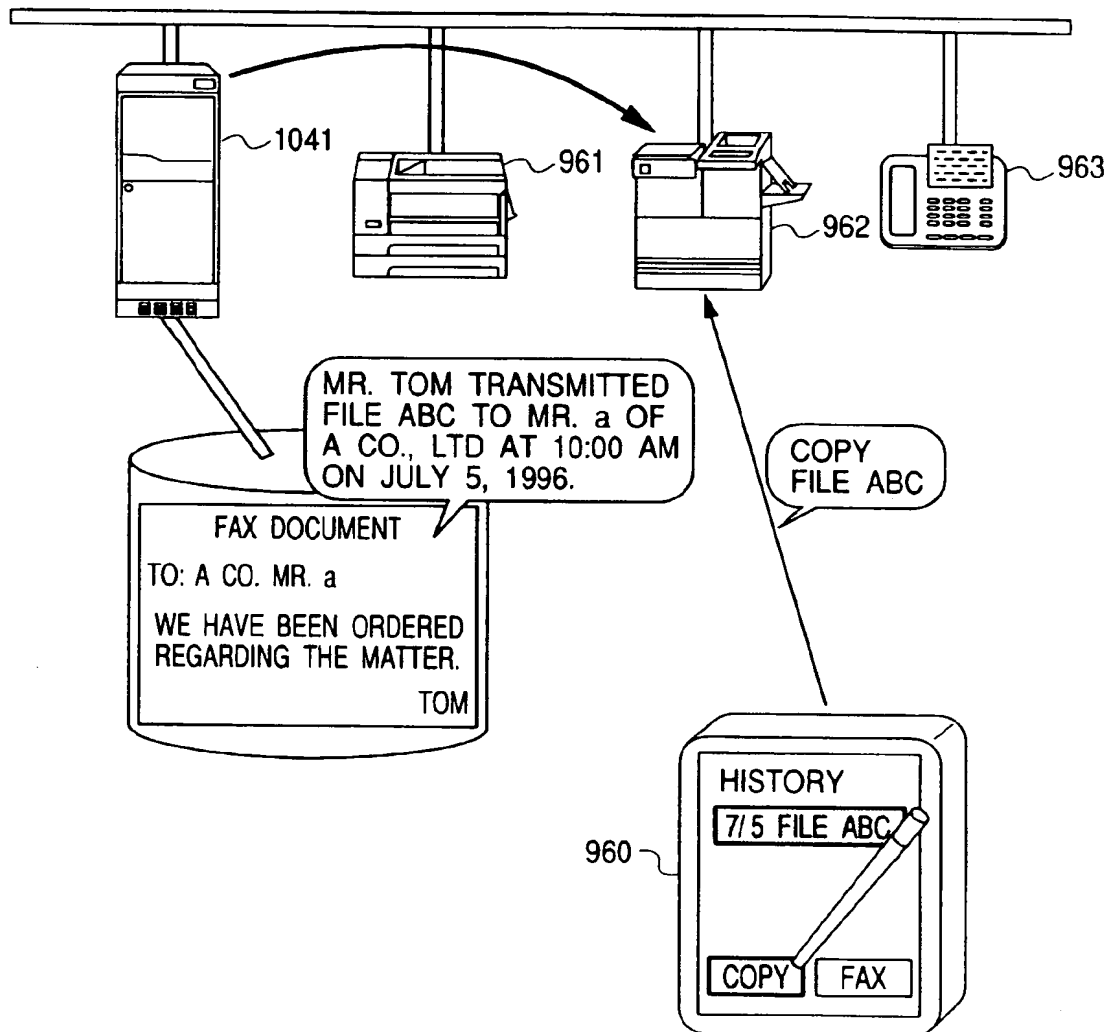 1041
961
962
963
MR. TOM TRANSMITTED
FILE ABC TO MR. a OF
A CO., LTD AT 10:00 AM
ON JULY 5, 1996.
FAX DOCUMENT
TO: A CO. MR. a
WE HAVE BEEN ORDERED
REGARDING THE MATTER.
TOM
COPY
FILE ABC
960
HISTORY
7/5 FILE ABC
COPY
FAX